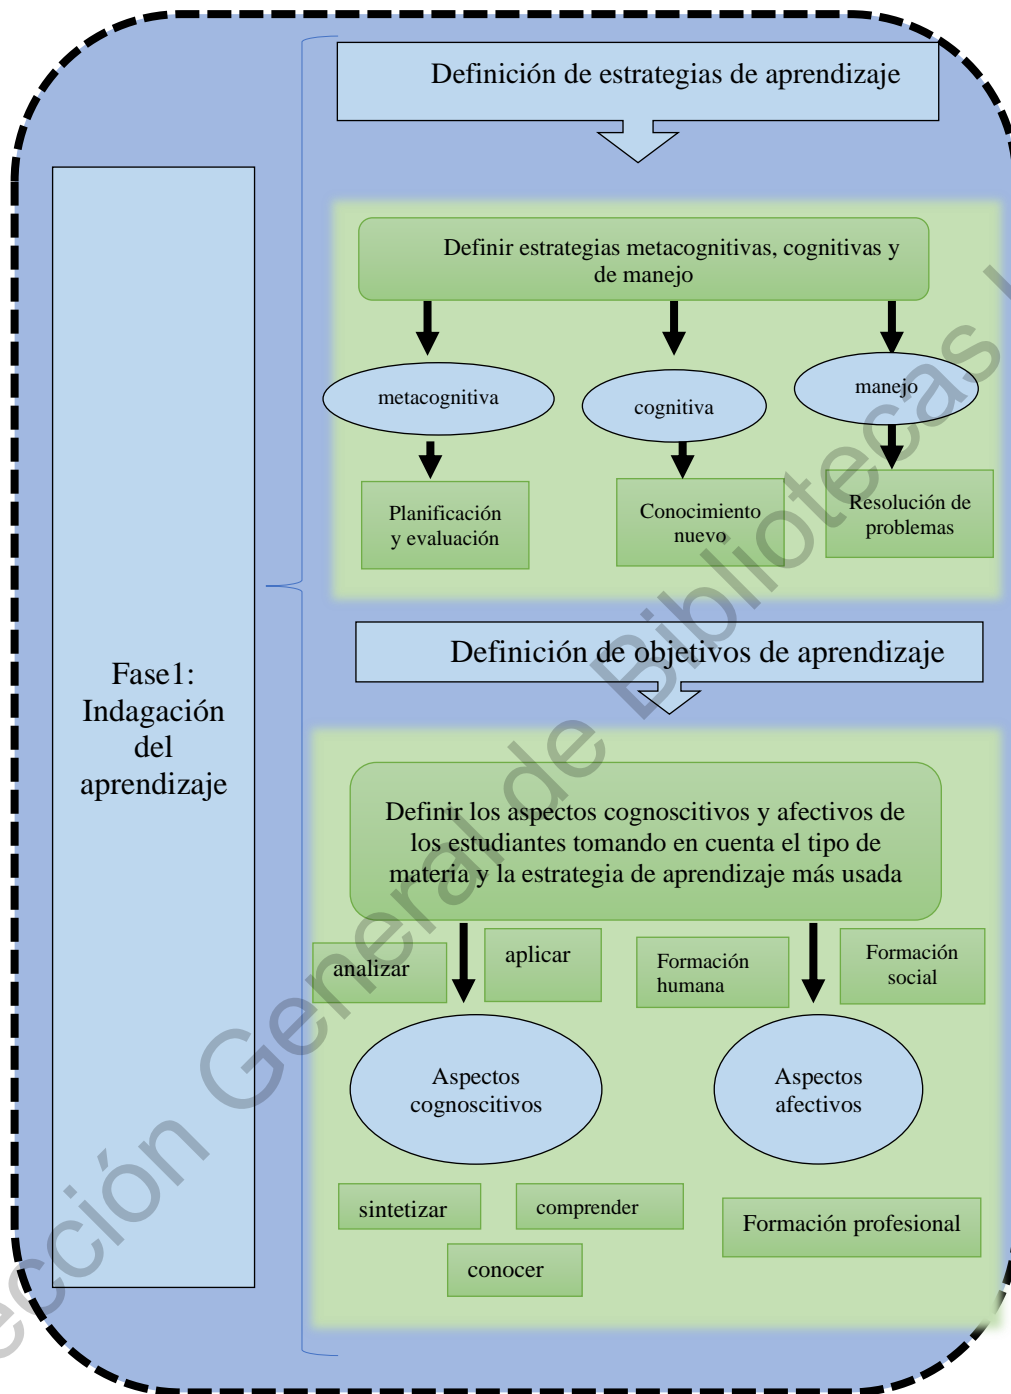 Definición de estrategias de aprendizaje
Definir estrategias metacognitivas, cognitivas y
de manejo
metacognitiva
cognitiva
manejo
Planificación
y evaluación
Conocimiento
nuevo
Resolución de
problemas
Fase1:
Indagación
del
aprendizaje
Definición de objetivos de aprendizaje
Definir los aspectos cognoscitivos y afectivos de
los estudiantes tomando en cuenta el tipo de
materia y la estrategia de aprendizaje más usada
analizar
aplicar
Formación
humana
Formación
social
Aspectos
cognoscitivos
Aspectos
afectivos
sintetizar
comprender
conocer
Formación profesional
ección General de Bibliotecas